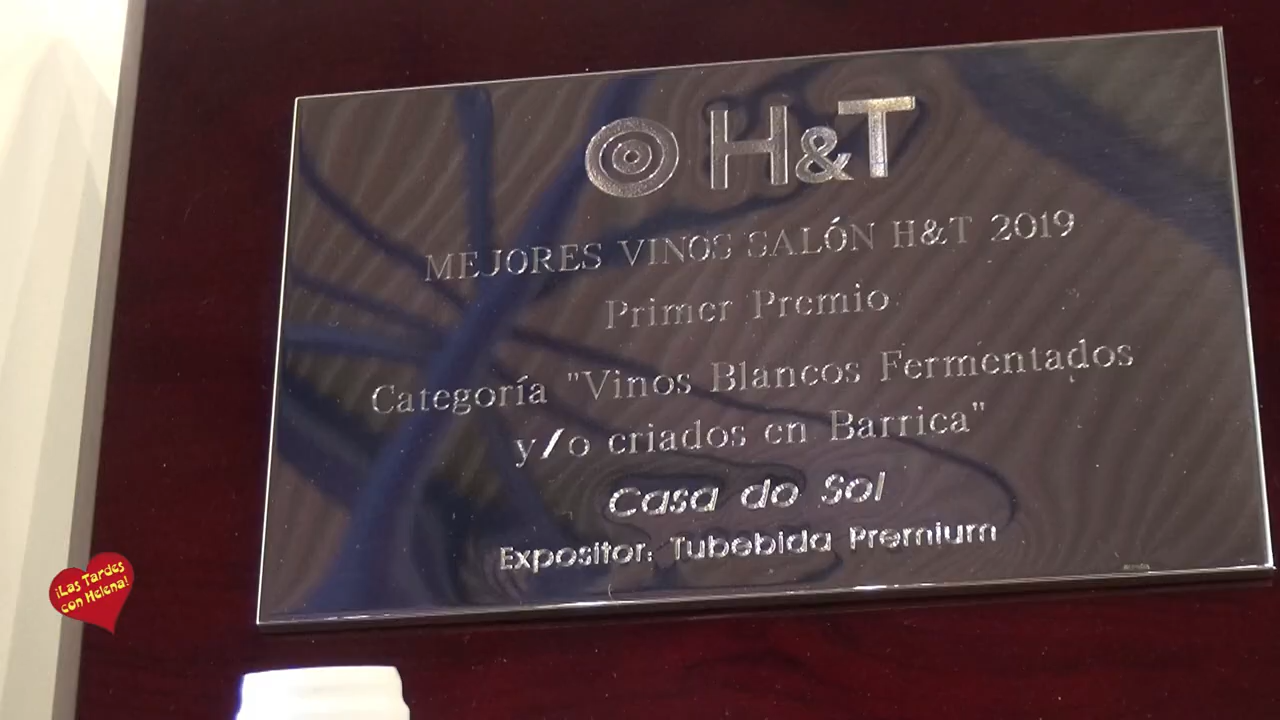 H&T
MEJORES VINOS SALÓN H&T 2019
Primer Premio
Categoría "Vinos Blancos Fermentados
y/o criados en Barrica"
Casa do Sol
Expositor: Tubebida Premium
¡Las Tardes
con Helena!